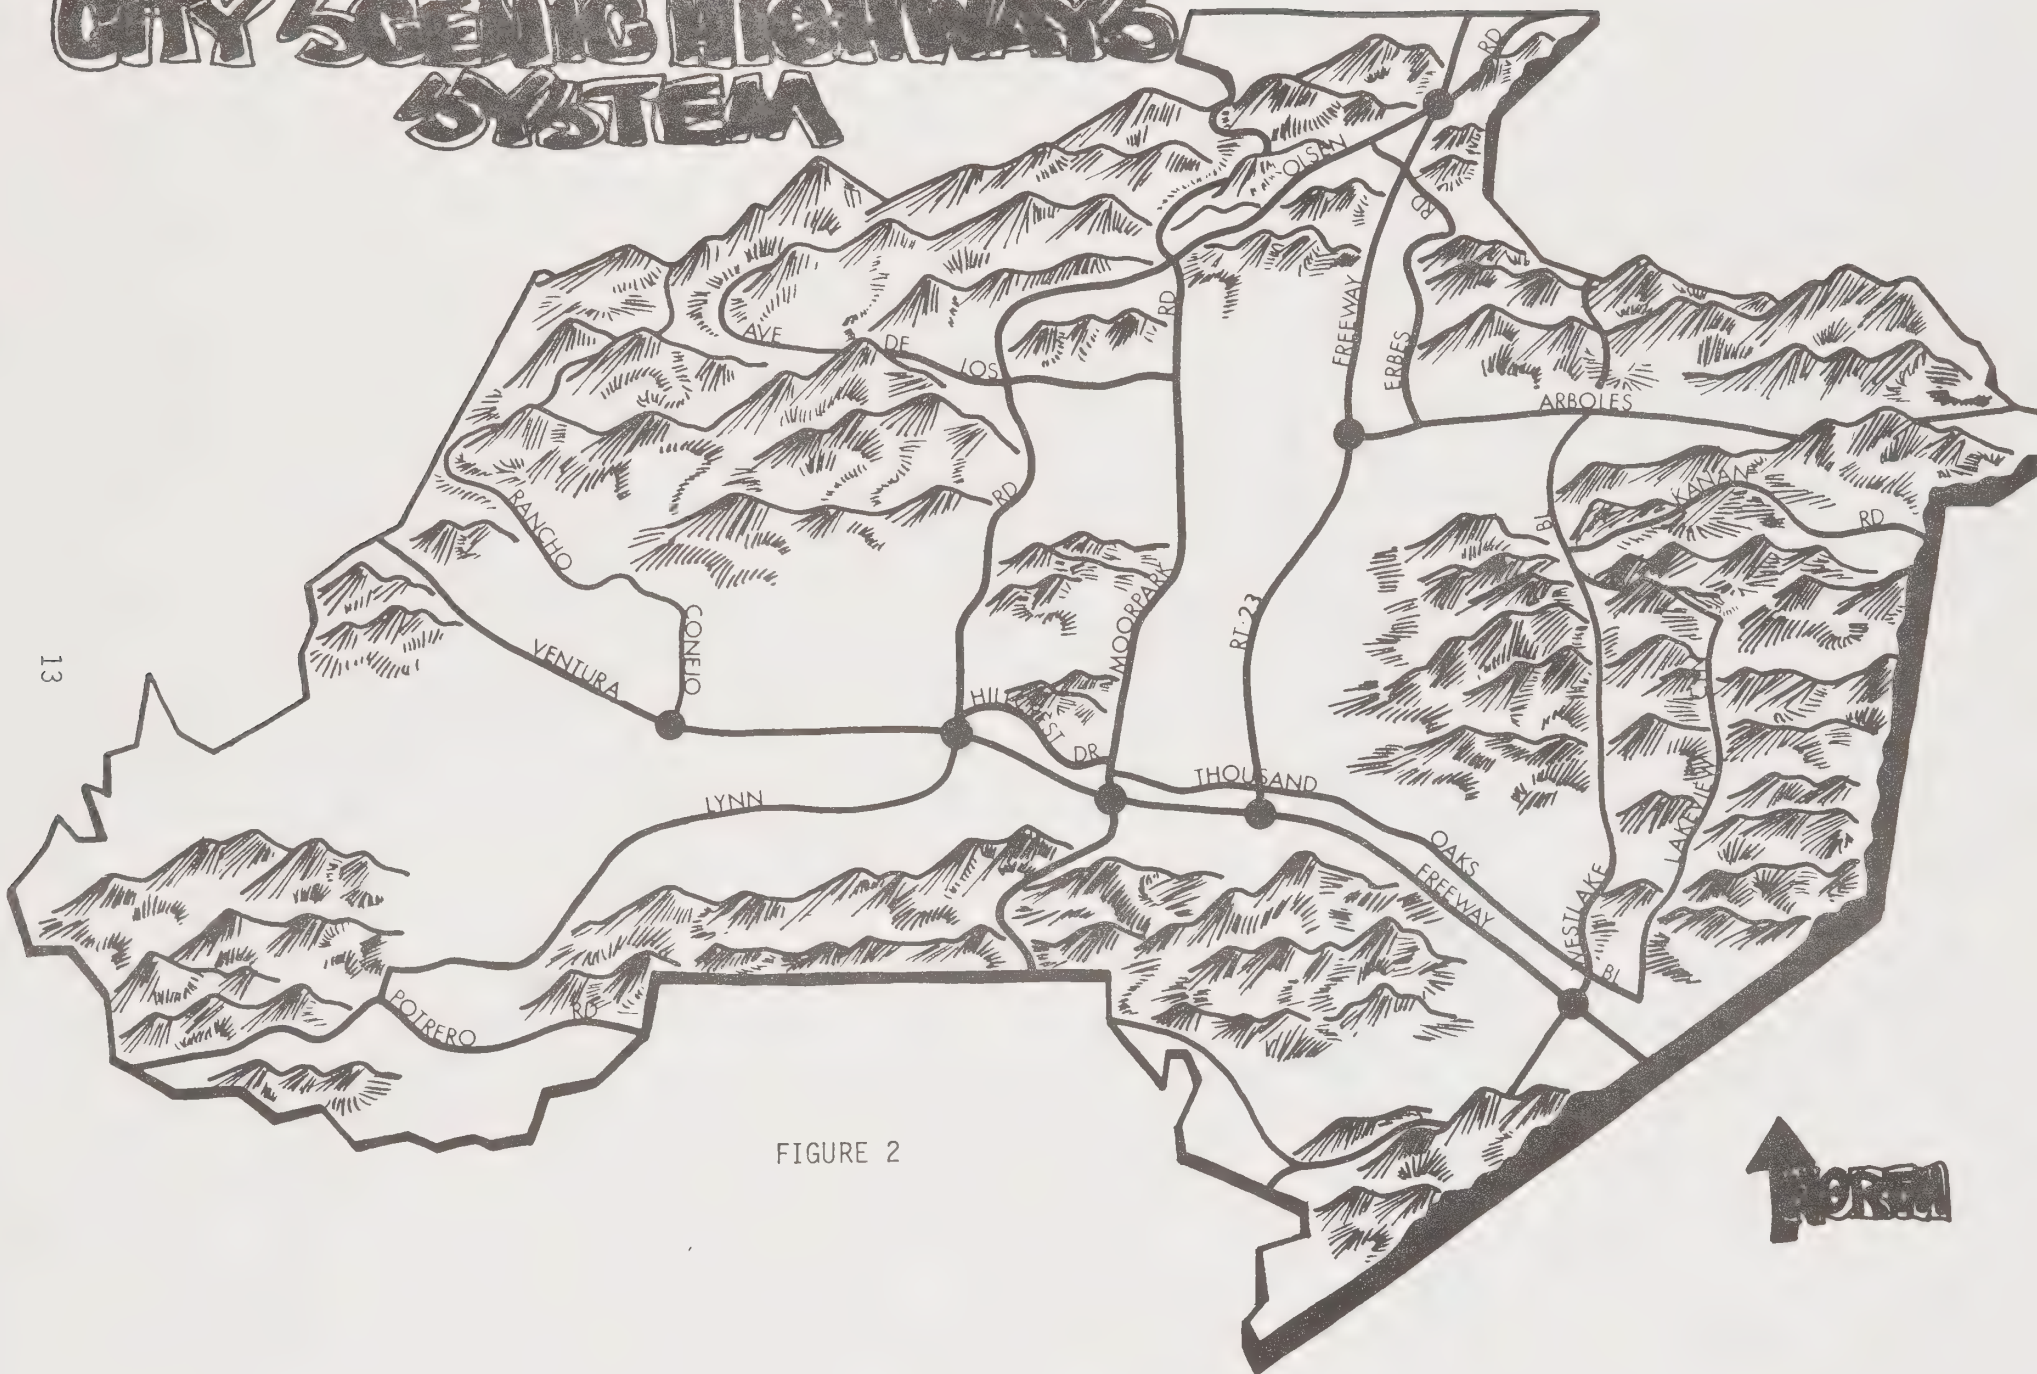 CITY SCENIC HIGHWAYS
SYSTEM
RD
OLSEN
RD
RD
FREEWAY
ERBES
AVE DE LOS ARBOLES
RD
KANAN RD
BL
RANCHO CONEJO
MOORPARK
RT. 23
VENTURA FREEWAY
HILLCREST DR
THOUSAND OAKS BL
LYNN
WESTLAKE
LAKEVIEW CYN
POTRERO RD
13
FIGURE 2
NORTH